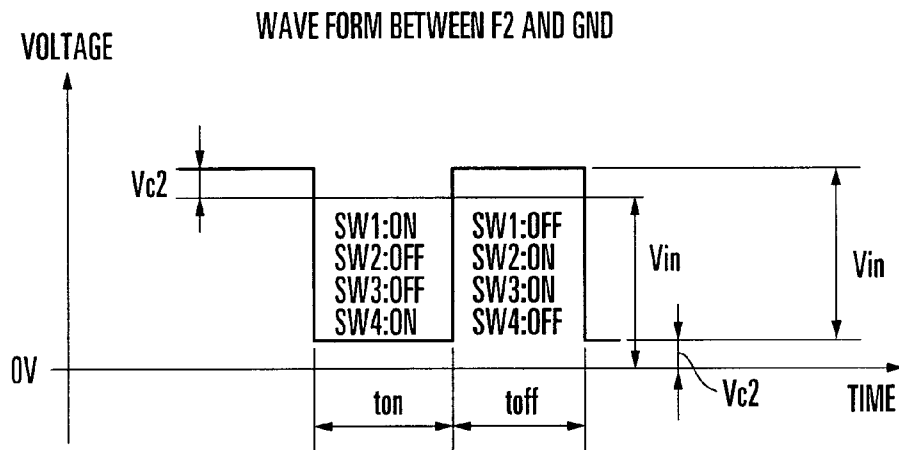 WAVE FORM BETWEEN F2 AND GND
VOLTAGE
Vc2
SW1:ON
SW2:OFF
SW3:OFF
SW4:ON
SW1:OFF
SW2:ON
SW3:ON
SW4:OFF
Vin
Vin
0V
ton
toff
Vc2
TIME